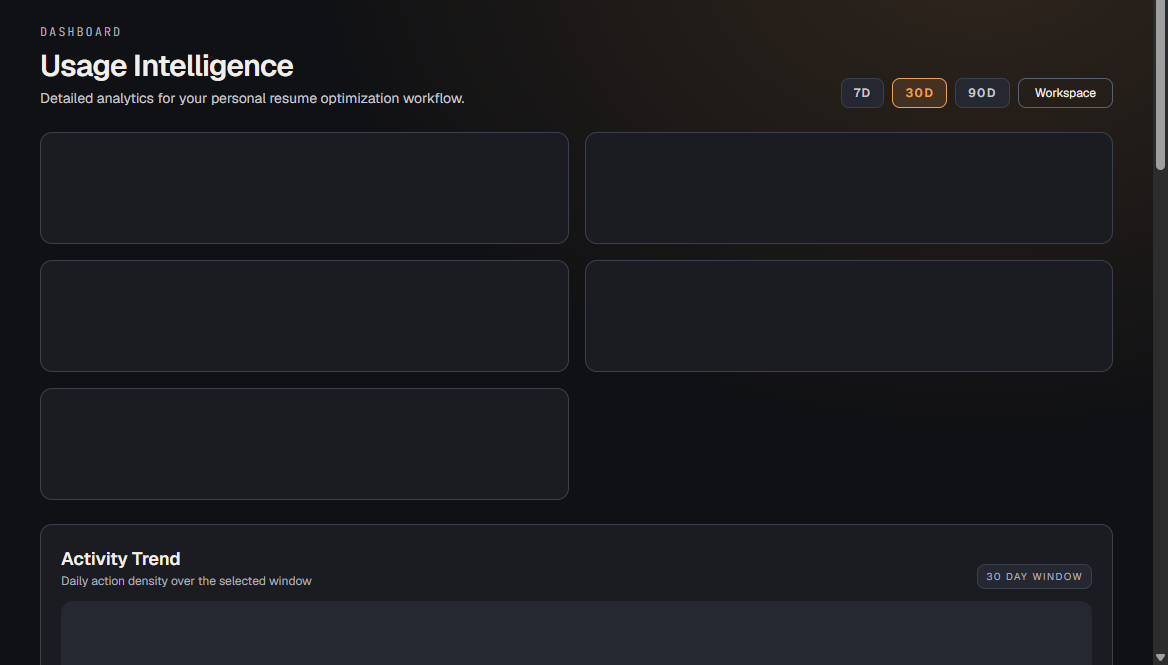 DASHBOARD
Usage Intelligence
Detailed analytics for your personal resume optimization workflow.
7D 30D 90D Workspace
Activity Trend
Daily action density over the selected window
30 DAY WINDOW